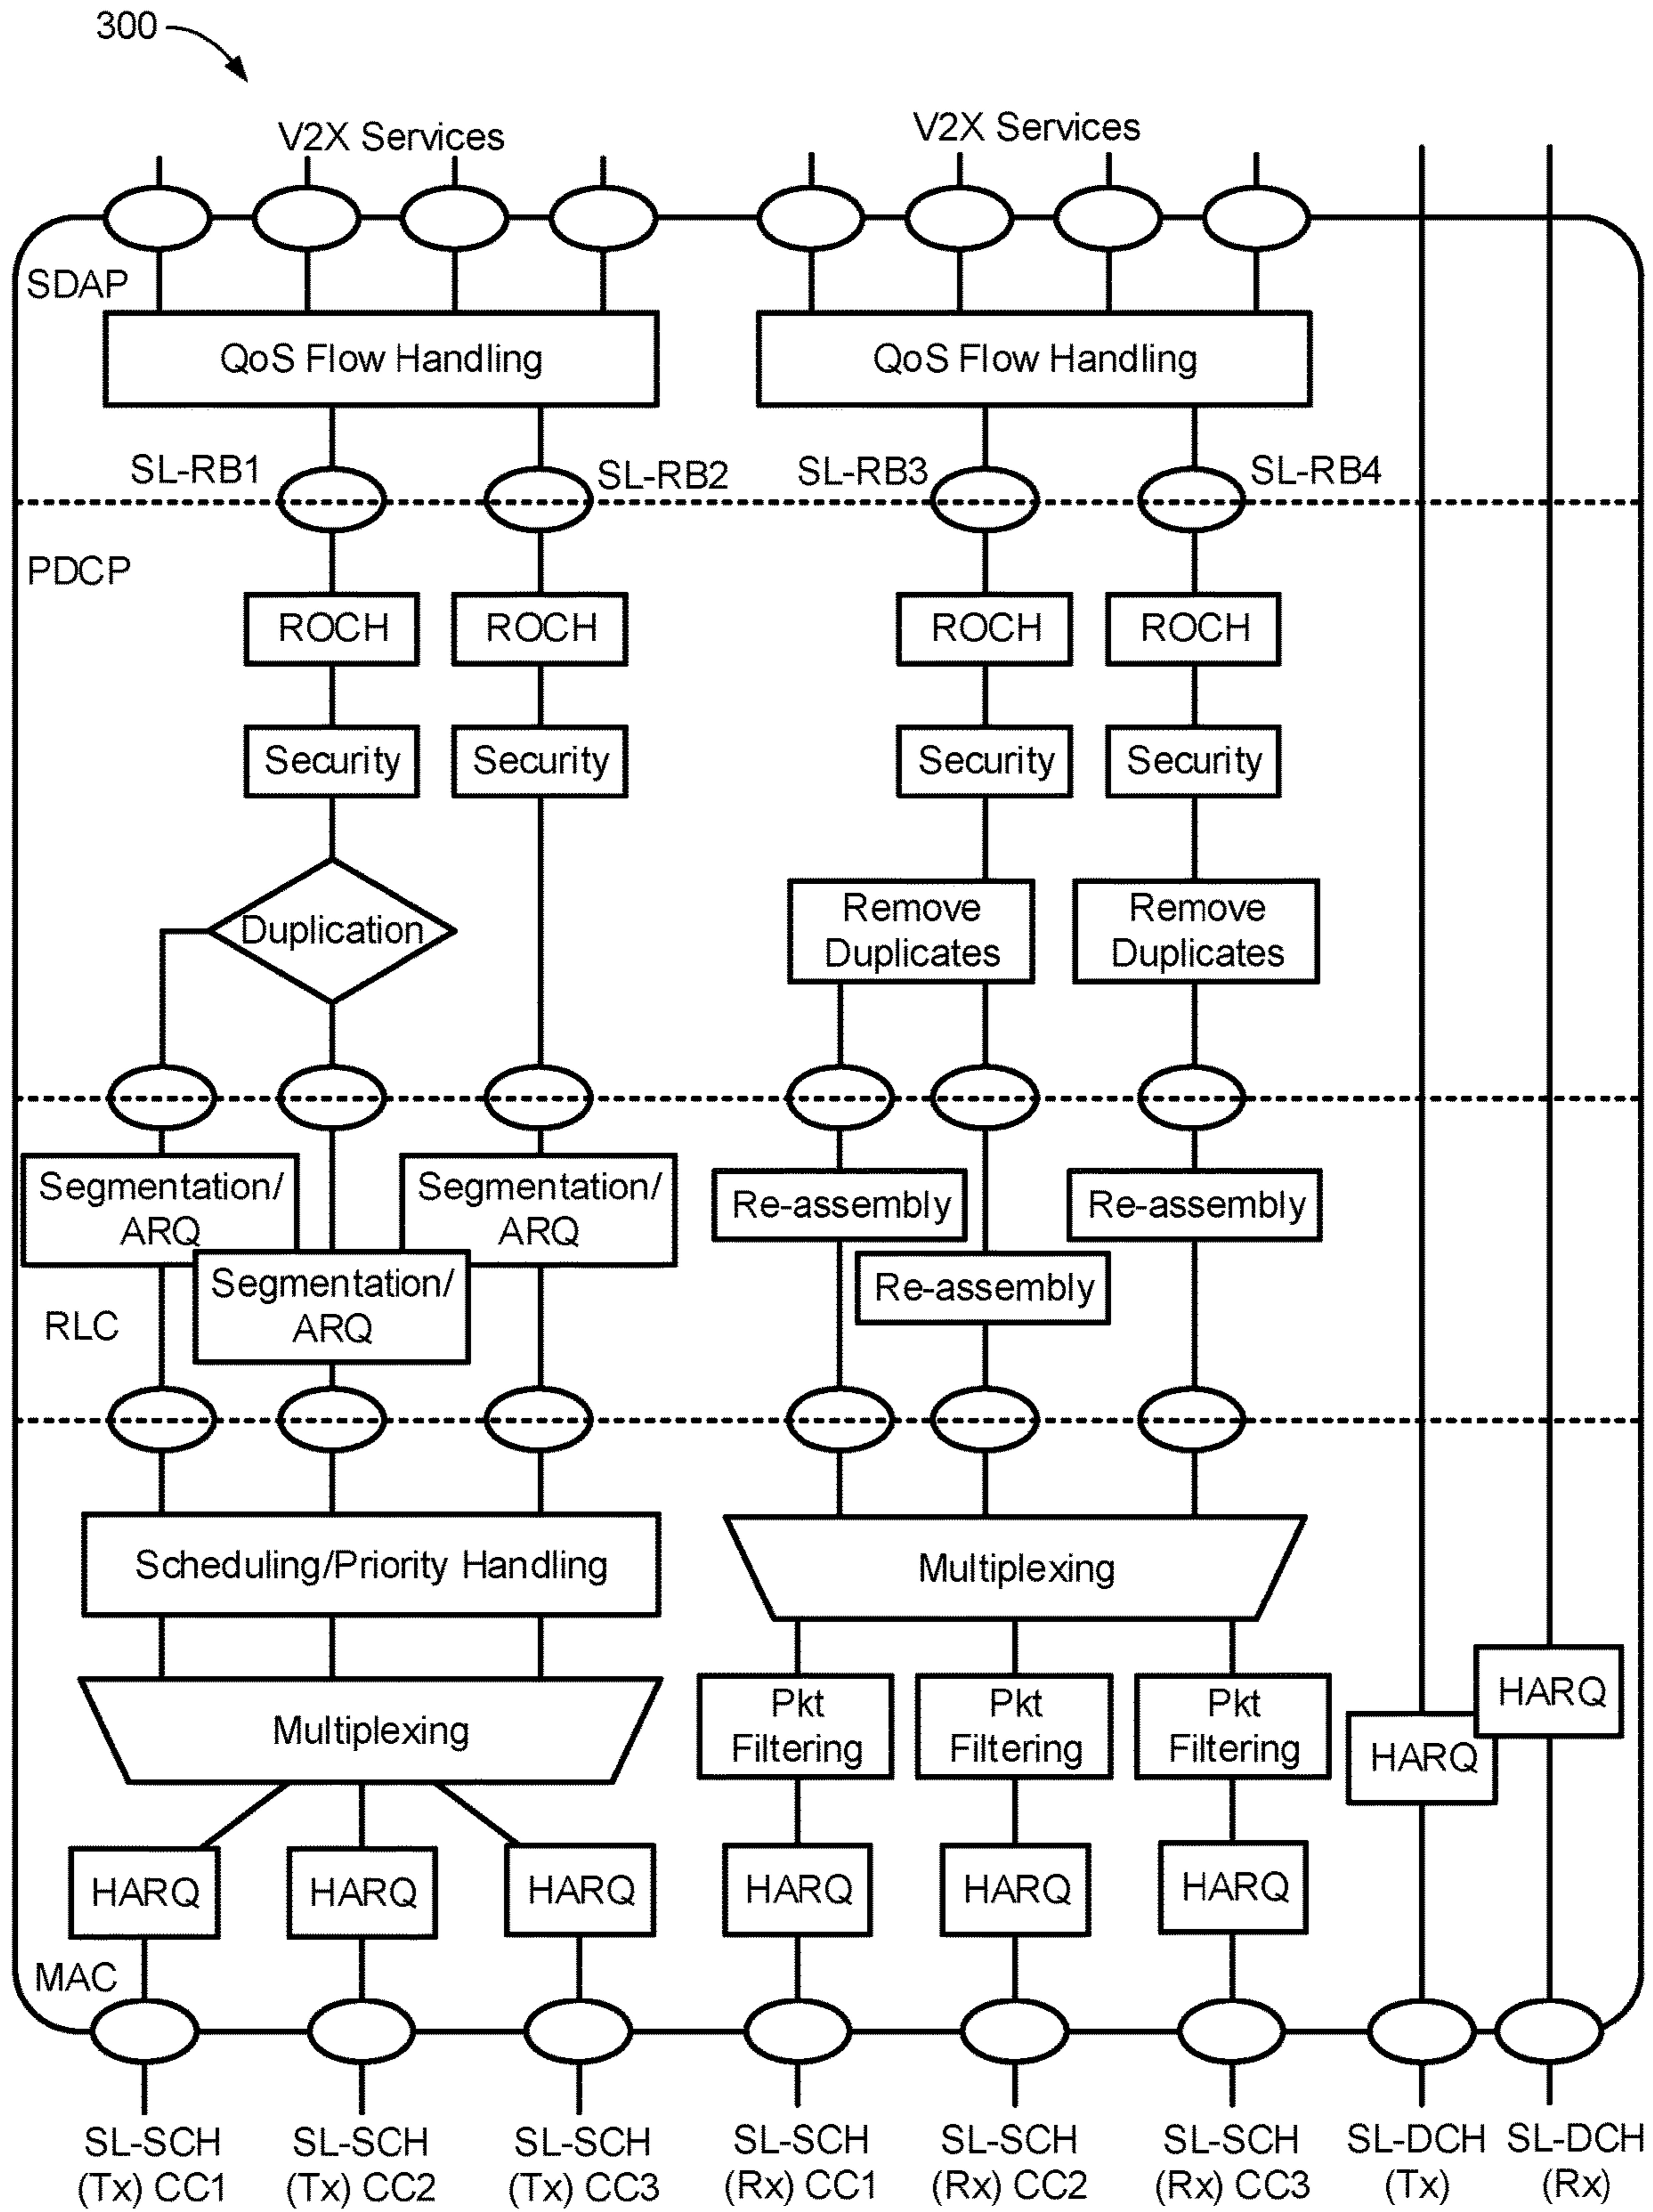 300
V2X Services
V2X Services
SDAP
QoS Flow Handling
QoS Flow Handling
SL-RB1
SL-RB2
SL-RB3
SL-RB4
PDCP
ROCH
ROCH
ROCH
ROCH
Security
Security
Security
Security
Duplication
Remove
Duplicates
Remove
Duplicates
Segmentation/
ARQ
Segmentation/
ARQ
Segmentation/
ARQ
Re-assembly
Re-assembly
Re-assembly
RLC
Scheduling/Priority Handling
Multiplexing
Multiplexing
Pkt
Filtering
Pkt
Filtering
Pkt
Filtering
HARQ
HARQ
HARQ
HARQ
HARQ
HARQ
HARQ
HARQ
MAC
SL-SCH
(Tx) CC1
SL-SCH
(Tx) CC2
SL-SCH
(Tx) CC3
SL-SCH
(Rx) CC1
SL-SCH
(Rx) CC2
SL-SCH
(Rx) CC3
SL-DCH
(Tx)
SL-DCH
(Rx)